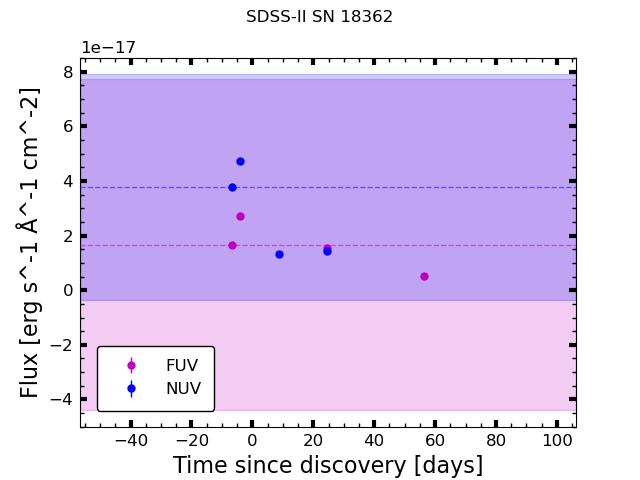 SDSS-II SN 18362
1e−17
8
6
4
2
0
−2
−4
Flux [erg s^-1 Å^-1 cm^-2]
FUV
NUV
−40 −20 0 20 40 60 80 100
Time since discovery [days]